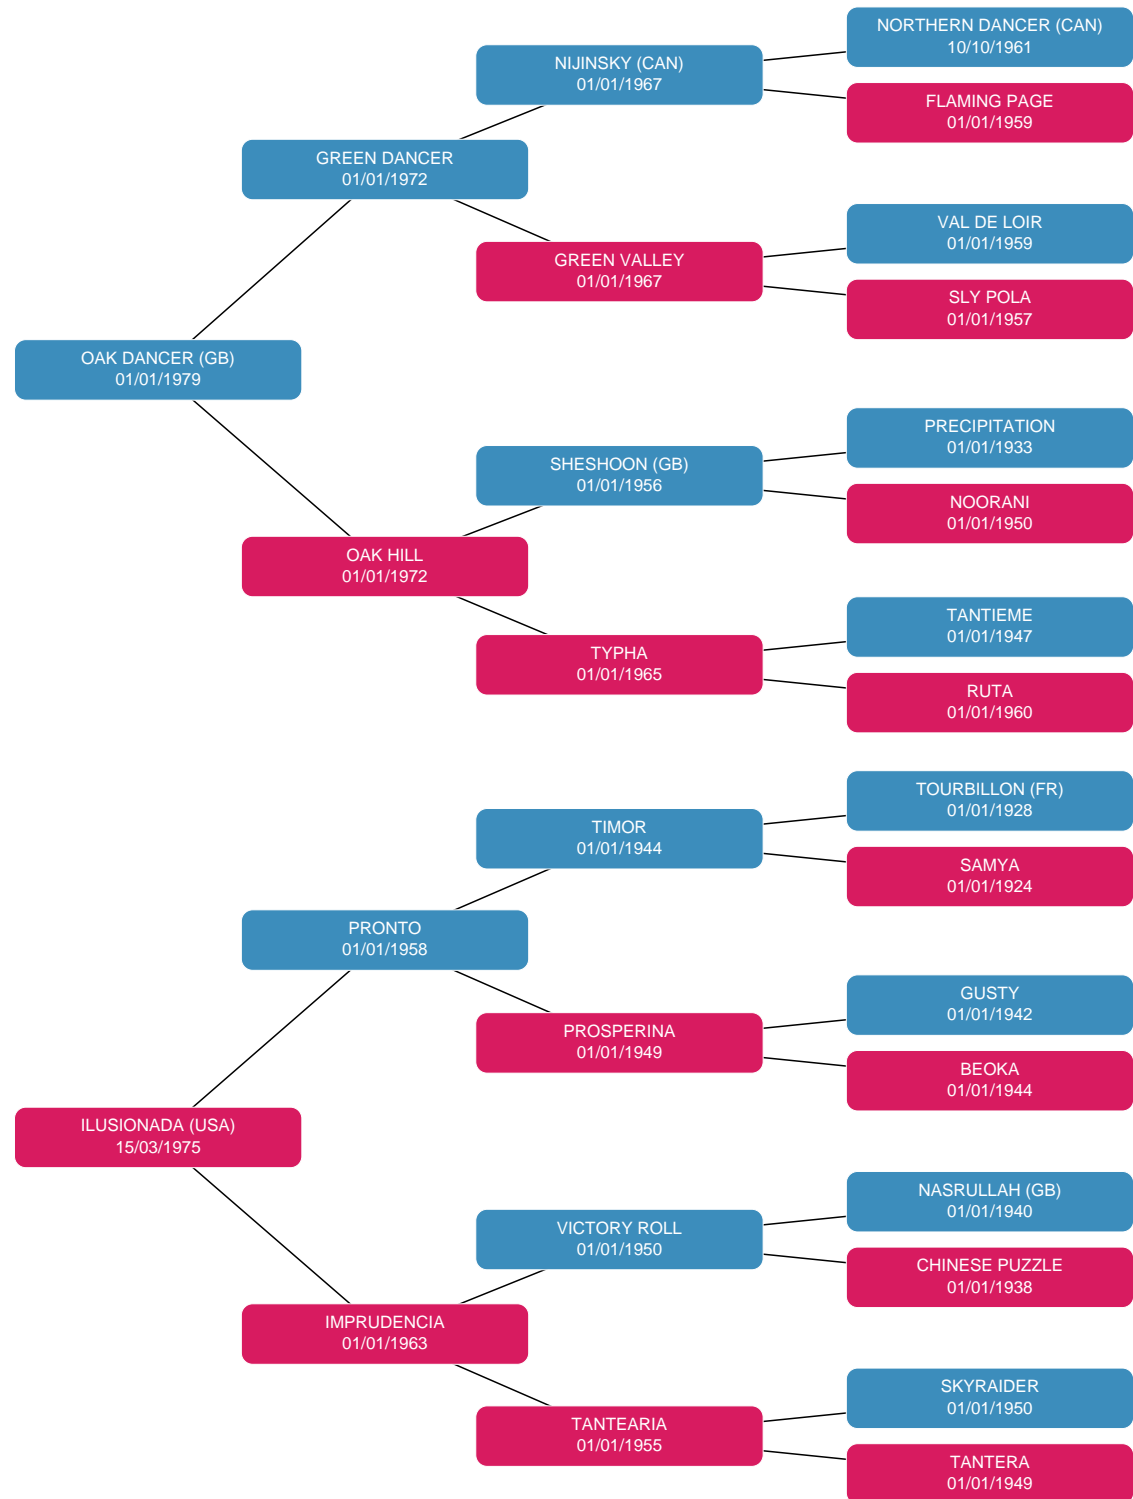 NORTHERN DANCER (CAN)
10/10/1961
NIJINSKY (CAN)
01/01/1967
FLAMING PAGE
01/01/1959
GREEN DANCER
01/01/1972
VAL DE LOIR
01/01/1959
GREEN VALLEY
01/01/1967
SLY POLA
01/01/1957
OAK DANCER (GB)
01/01/1979
PRECIPITATION
01/01/1933
SHESHOON (GB)
01/01/1956
NOORANI
01/01/1950
OAK HILL
01/01/1972
TANTIEME
01/01/1947
TYPHA
01/01/1965
RUTA
01/01/1960
TOURBILLON (FR)
01/01/1928
TIMOR
01/01/1944
SAMYA
01/01/1924
PRONTO
01/01/1958
GUSTY
01/01/1942
PROSPERINA
01/01/1949
BEOKA
01/01/1944
ILUSIONADA (USA)
15/03/1975
NASRULLAH (GB)
01/01/1940
VICTORY ROLL
01/01/1950
CHINESE PUZZLE
01/01/1938
IMPRUDENCIA
01/01/1963
SKYRAIDER
01/01/1950
TANTEARIA
01/01/1955
TANTERA
01/01/1949